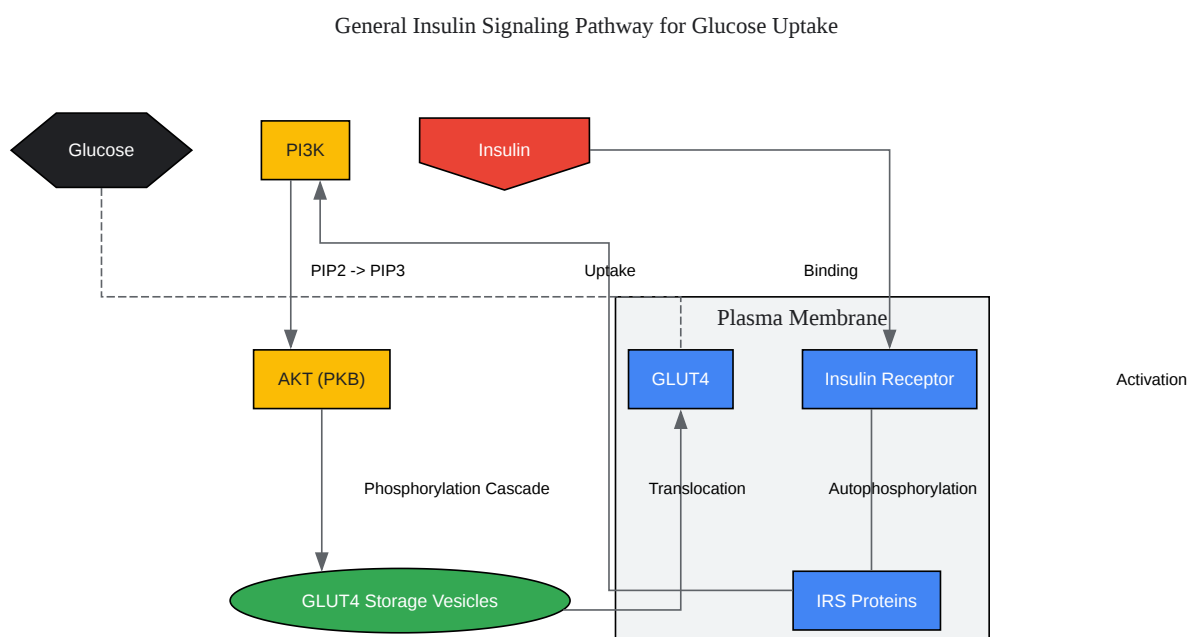 General Insulin Signaling Pathway for Glucose Uptake
Glucose
PI3K
Insulin
PIP2 -> PIP3
Uptake
Binding
Plasma Membrane
AKT (PKB)
GLUT4
Insulin Receptor
Activation
Phosphorylation Cascade
Translocation
Autophosphorylation
GLUT4 Storage Vesicles
IRS Proteins